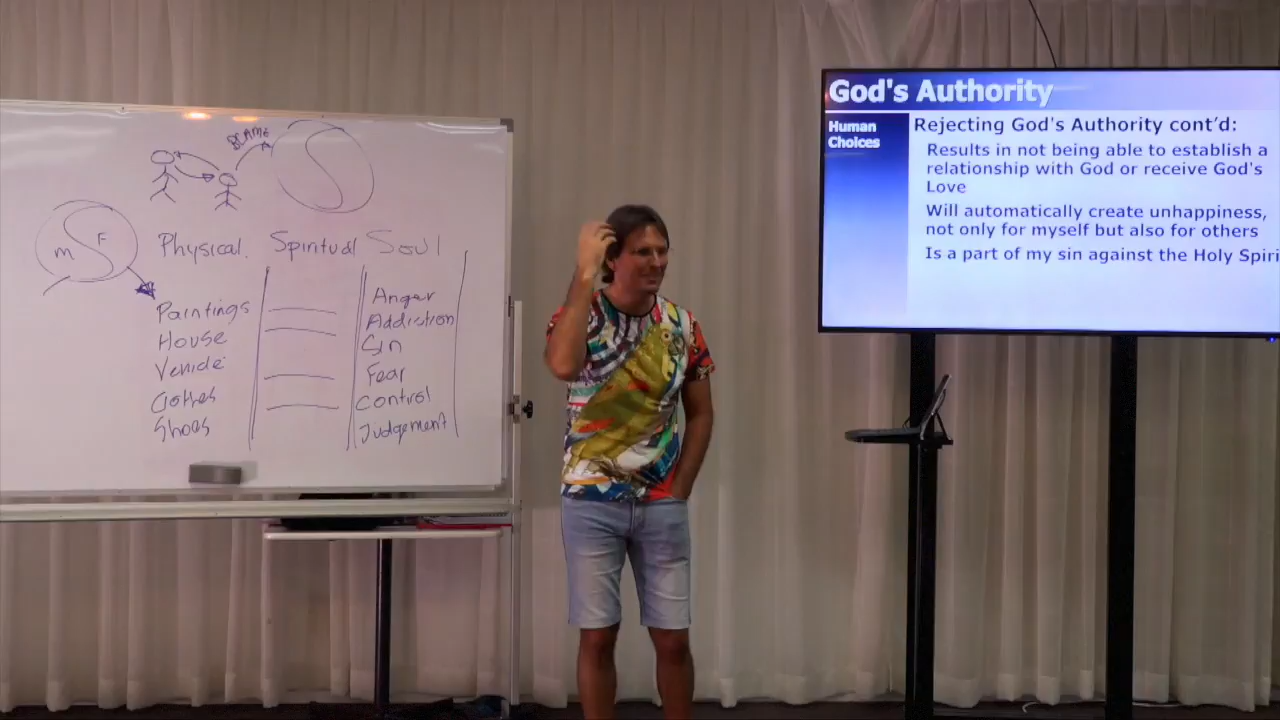 BLAME
m F
Physical. Spiritual Soul
Paintings
House
Vehicle
Clothes
Shoes
Anger
Addiction
Sin
Fear
Control
Judgement
God's Authority
Human
Choices
Rejecting God's Authority cont'd:
Results in not being able to establish a
relationship with God or receive God's
Love
Will automatically create unhappiness,
not only for myself but also for others
Is a part of my sin against the Holy Spiri